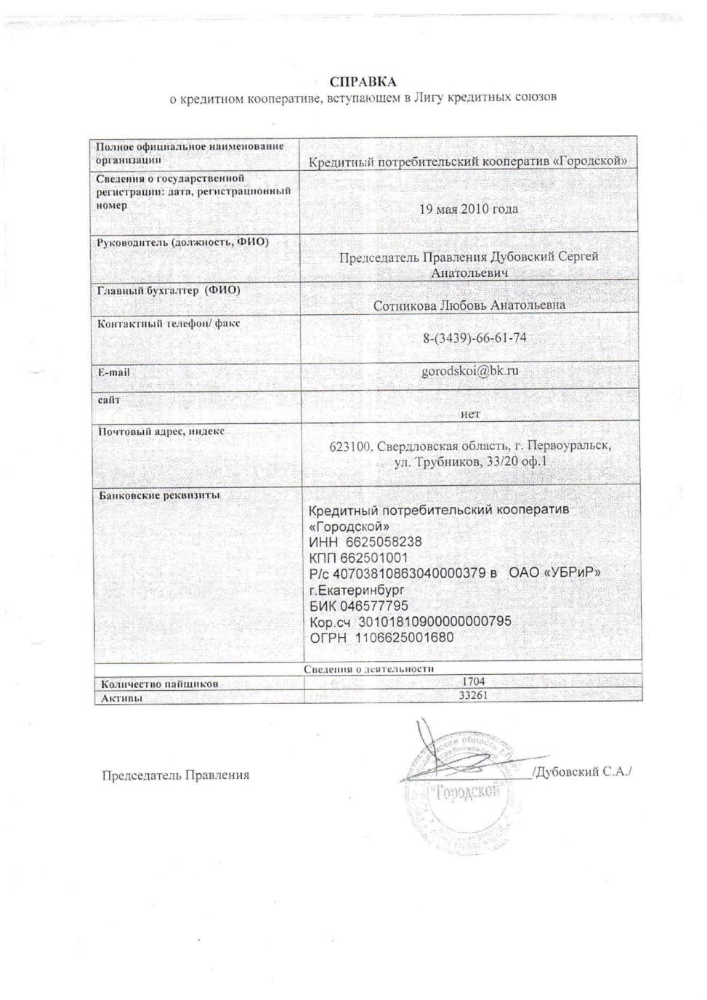 СПРАВКА
о кредитном кооперативе, вступающем в Лигу кредитных союзов
Полное официальное наименование
организации
Кредитный потребительский кооператив «Городской»
Сведения о государственной
регистрации: дата, регистрационный
номер
19 мая 2010 года
Руководитель (должность, ФИО)
Председатель Правления Дубовский Сергей
Анатольевич
Главный бухгалтер (ФИО)
Сотникова Любовь Анатольевна
Контактный телефон/ факс
8-(3439)-66-61-74
E-mail
gorodskoi@bk.ru
сайт
нет
Почтовый адрес, индекс
623100, Свердловская область, г. Первоуральск,
ул. Трубников, 33/20 оф.1
Банковские реквизиты
Кредитный потребительский кооператив
«Городской»
ИНН 6625058238
КПП 662501001
Р/с 40703810863040000379 в ОАО «УБРиР»
г.Екатеринбург
БИК 046577795
Кор.сч 30101810900000000795
ОГРН 1106625001680
Сведения о деятельности
Количество пайщиков
1704
Активы
33261
Председатель Правления
/Дубовский С.А./
"Городской"